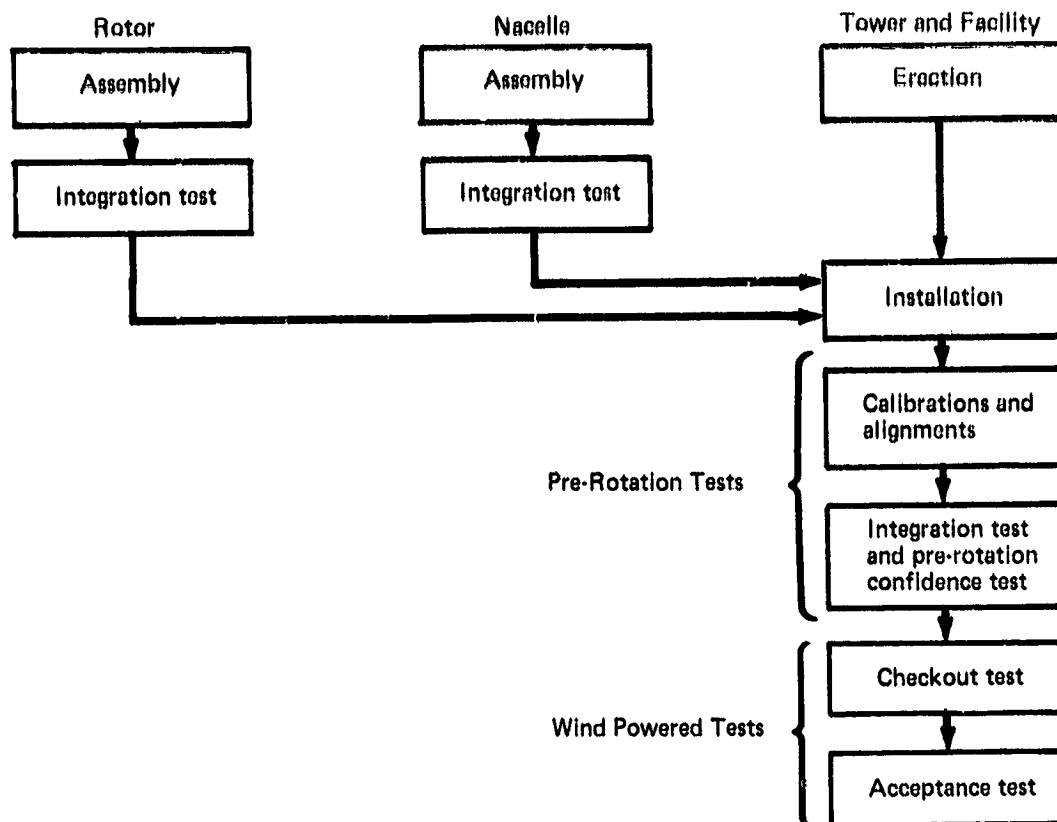 Rotor
Nacelle
Tower and Facility
Assembly
Assembly
Erection
Integration test
Integration test
Installation
Calibrations and
alignments
Pre-Rotation Tests
Integration test
and pre-rotation
confidence test
Checkout test
Wind Powered Tests
Acceptance test